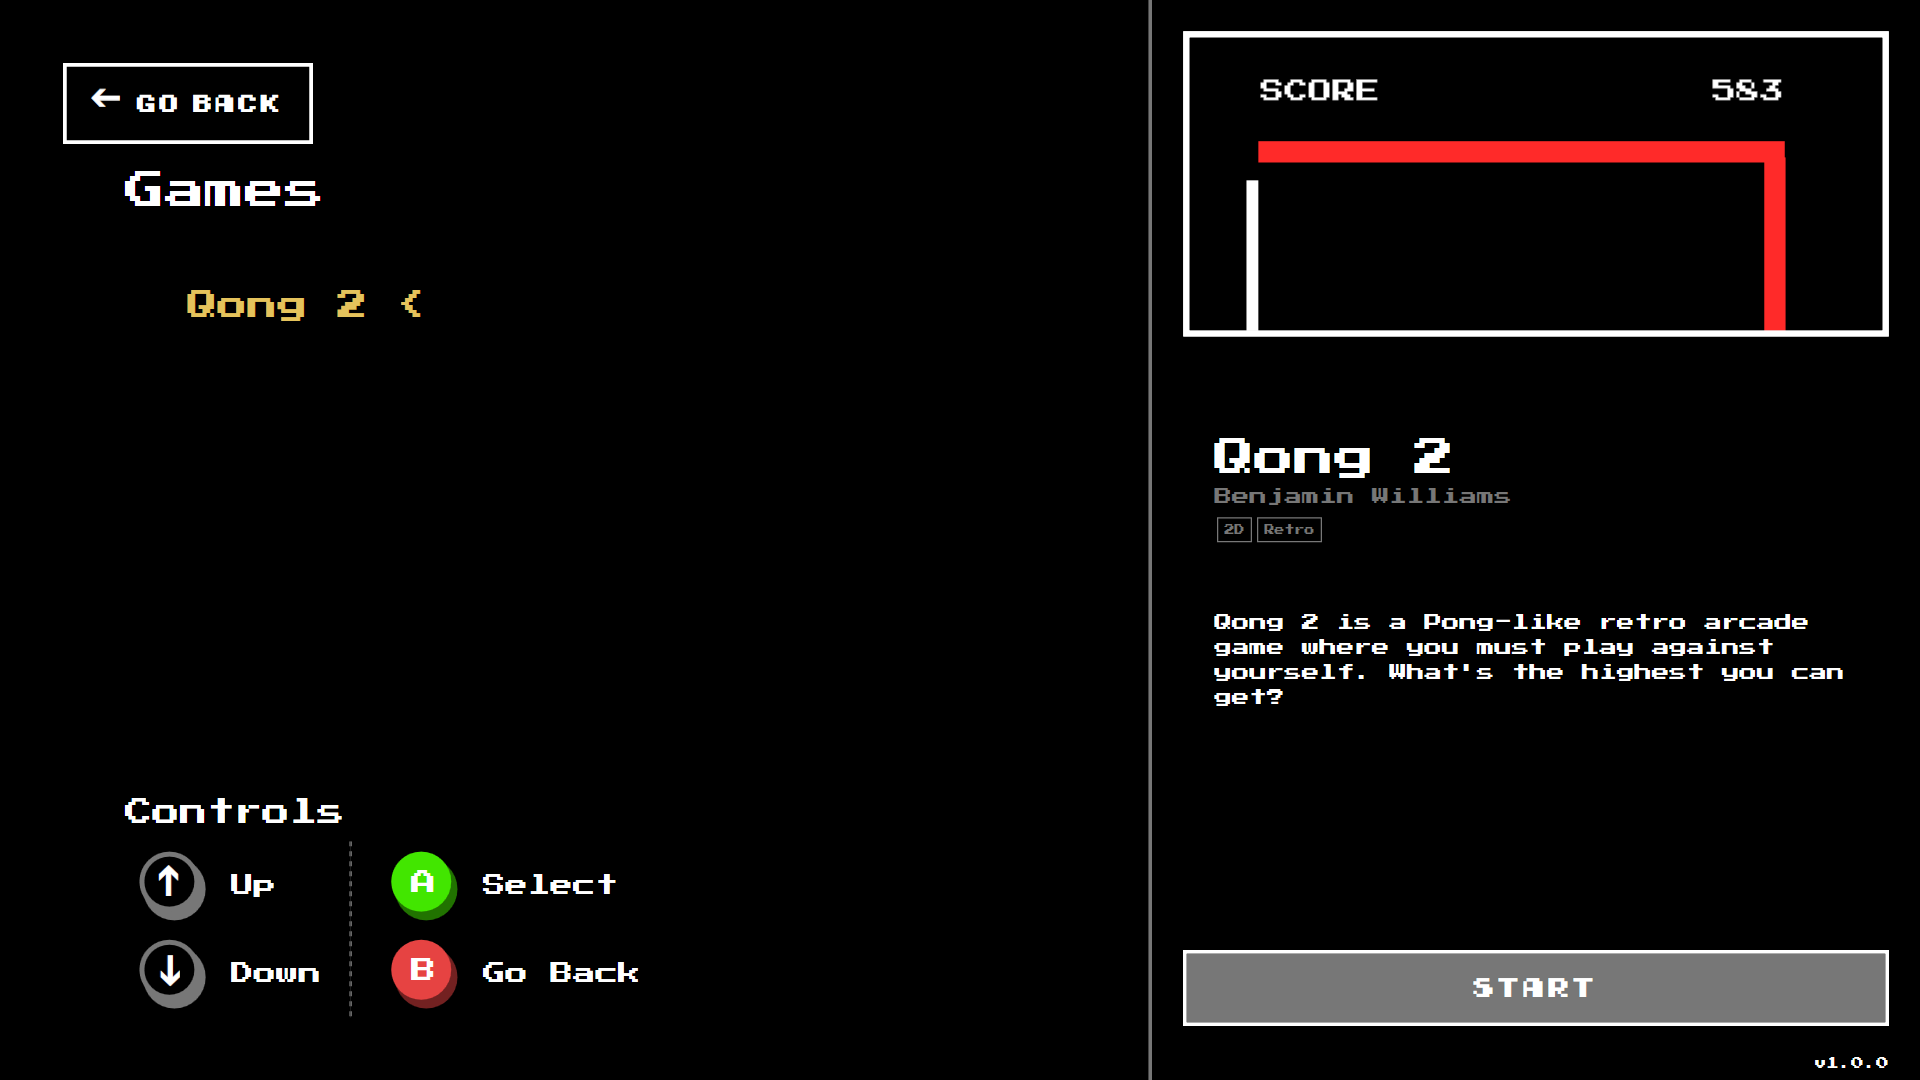 ← GO BACK
Games
Qong 2 <
Controls
↑ Up
↓ Down
A Select
B Go Back
SCORE 583
Qong 2
Benjamin Williams
2D Retro
Qong 2 is a Pong-like retro arcade
game where you must play against
yourself. What's the highest you can
get?
START
v1.0.0